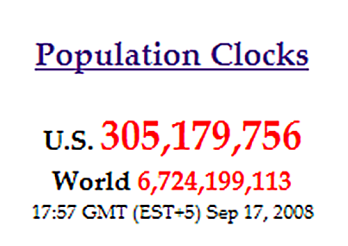 Population Clocks
U.S. 305,179,756
World 6,724,199,113
17:57 GMT (EST+5) Sep 17, 2008